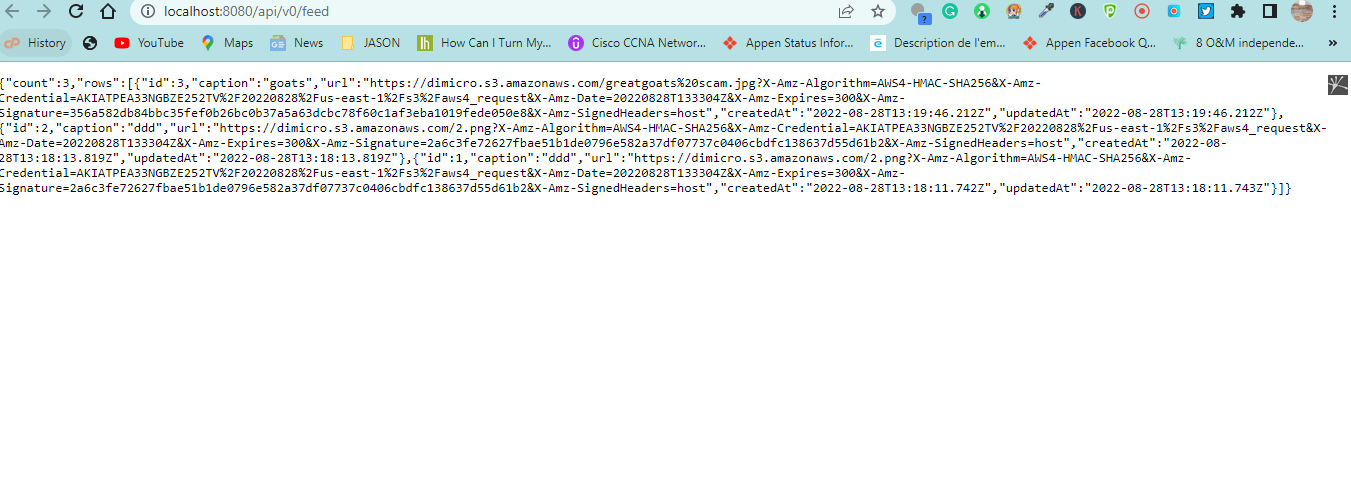 localhost:8080/api/v0/feed
?
History
YouTube
Maps
News
JASON
How Can I Turn My...
Cisco CCNA Networ...
Appen Status Infor...
Description de l'em...
Appen Facebook Q...
8 O&M independe...
»
{"count":3,"rows":[{"id":3,"caption":"goats","url":"https://dimicro.s3.amazonaws.com/greatgoats%20scam.jpg?X-Amz-Algorithm=AWS4-HMAC-SHA256&X-Amz-
Credential=AKIATPEA33NGBZE252TV%2F20220828%2Fus-east-1%2Fs3%2Faws4_request&X-Amz-Date=20220828T133304Z&X-Amz-Expires=300&X-Amz-
Signature=356a582db84bbc35fef0b26bc0b37a5a63dcbc78f60c1af3eba1019fede050e8&X-Amz-SignedHeaders=host","createdAt":"2022-08-28T13:19:46.212Z","updatedAt":"2022-08-28T13:19:46.212Z"},
{"id":2,"caption":"ddd","url":"https://dimicro.s3.amazonaws.com/2.png?X-Amz-Algorithm=AWS4-HMAC-SHA256&X-Amz-Credential=AKIATPEA33NGBZE252TV%2F20220828%2Fus-east-1%2Fs3%2Faws4_request&X-
Amz-Date=20220828T133304Z&X-Amz-Expires=300&X-Amz-Signature=2a6c3fe72627fbae51b1de0796e582a37df07737c0406cbdfc138637d55d61b2&X-Amz-SignedHeaders=host","createdAt":"2022-08-
28T13:18:13.819Z","updatedAt":"2022-08-28T13:18:13.819Z"},{"id":1,"caption":"ddd","url":"https://dimicro.s3.amazonaws.com/2.png?X-Amz-Algorithm=AWS4-HMAC-SHA256&X-Amz-
Credential=AKIATPEA33NGBZE252TV%2F20220828%2Fus-east-1%2Fs3%2Faws4_request&X-Amz-Date=20220828T133304Z&X-Amz-Expires=300&X-Amz-
Signature=2a6c3fe72627fbae51b1de0796e582a37df07737c0406cbdfc138637d55d61b2&X-Amz-SignedHeaders=host","createdAt":"2022-08-28T13:18:11.742Z","updatedAt":"2022-08-28T13:18:11.743Z"}]}